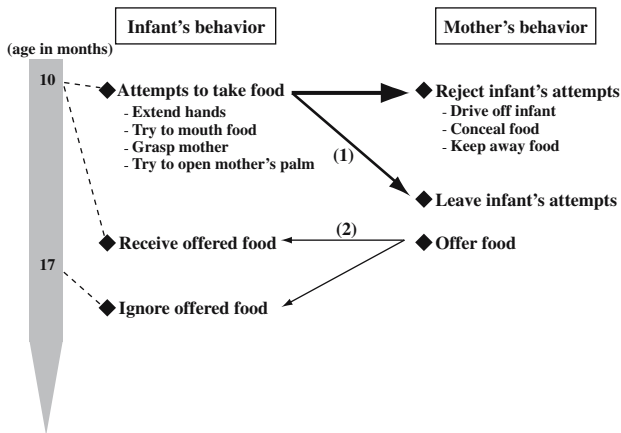 Infant's behavior
Mother's behavior
(age in months)
10
Attempts to take food
- Extend hands
- Try to mouth food
- Grasp mother
- Try to open mother's palm
Reject infant's attempts
- Drive off infant
- Conceal food
- Keep away food
(1)
Leave infant's attempts
Receive offered food
(2)
Offer food
17
Ignore offered food